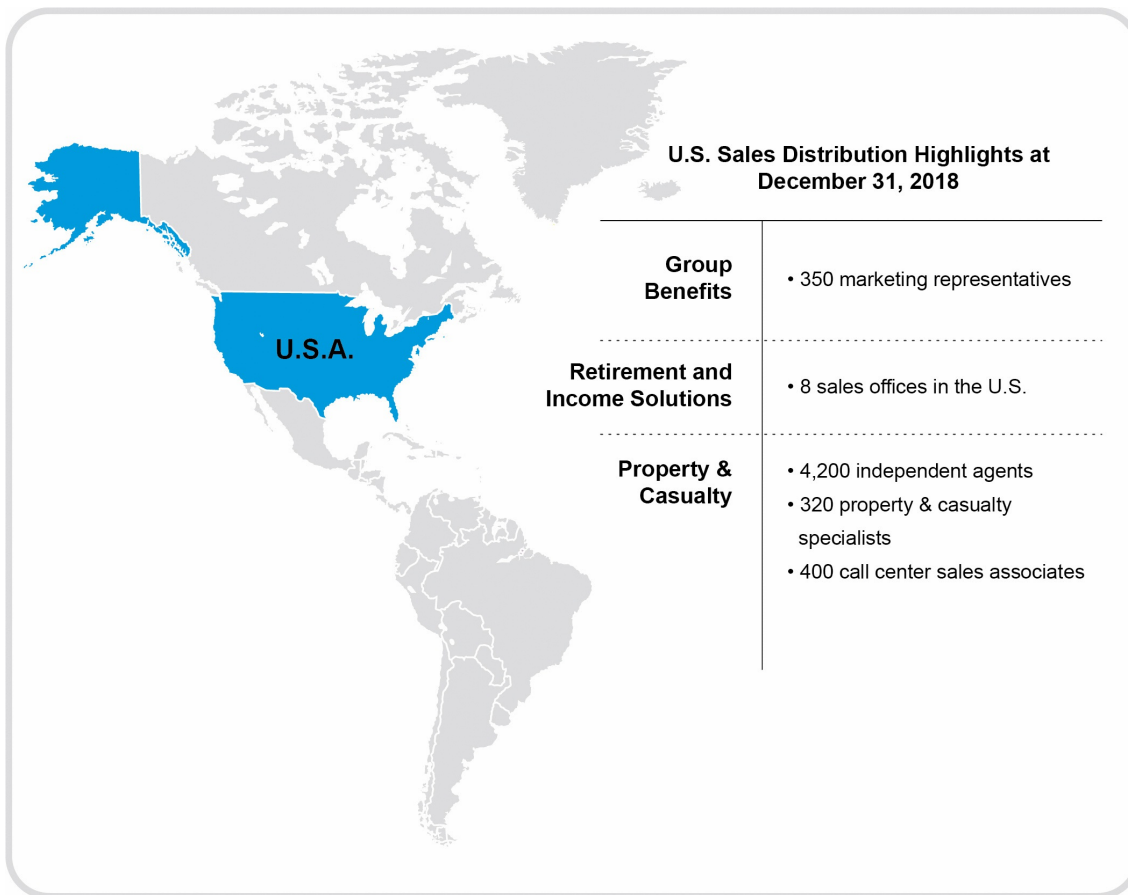 U.S. Sales Distribution Highlights at
December 31, 2018
U.S.A.
Group
Benefits
• 350 marketing representatives
Retirement and
Income Solutions
• 8 sales offices in the U.S.
Property &
Casualty
• 4,200 independent agents
• 320 property & casualty
specialists
• 400 call center sales associates